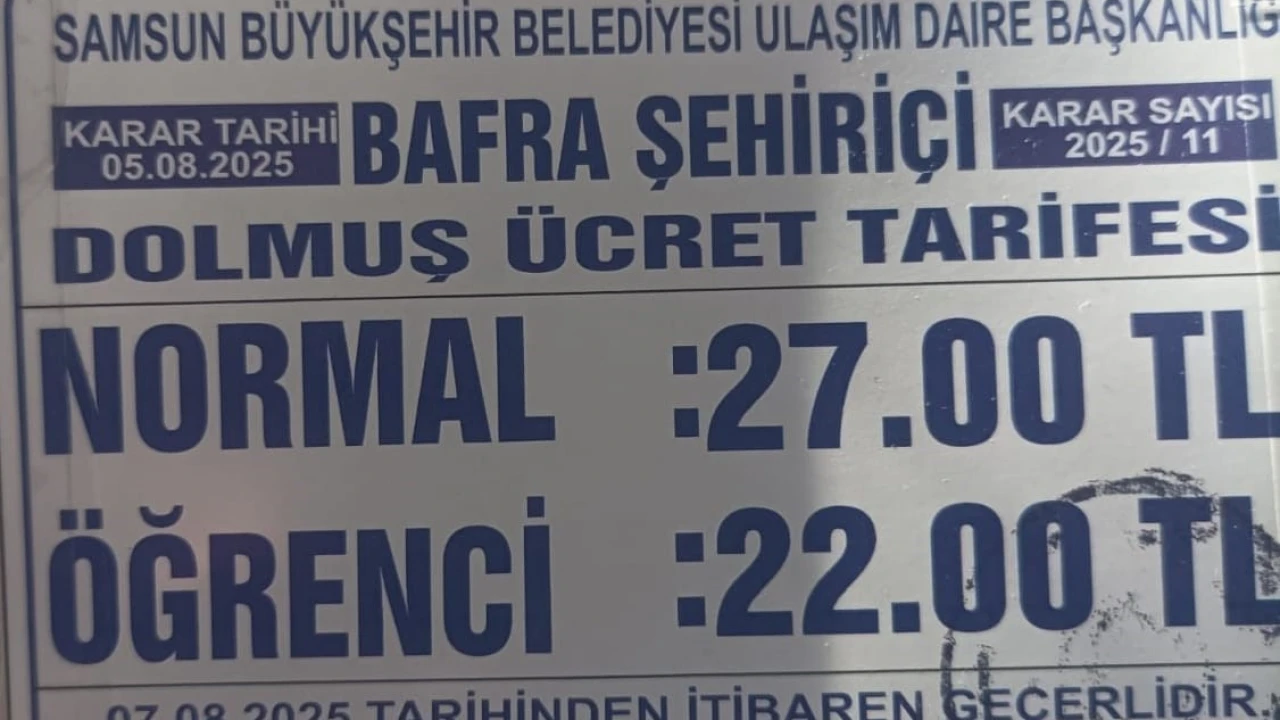 SAMSUN BÜYÜKŞEHİR BELEDİYESİ ULAŞIM DAİRE BAŞKANLIĞ
KARAR TARİHİ
05.08.2025
BAFRA ŞEHİRİÇİ
KARAR SAYISI
2025 / 11
DOLMUŞ ÜCRET TARİFESİ
NORMAL :27.00 TL
ÖĞRENCİ :22.00 TL
07.08.2025 TARİHİNDEN İTİBAREN GEÇERLİDİR.